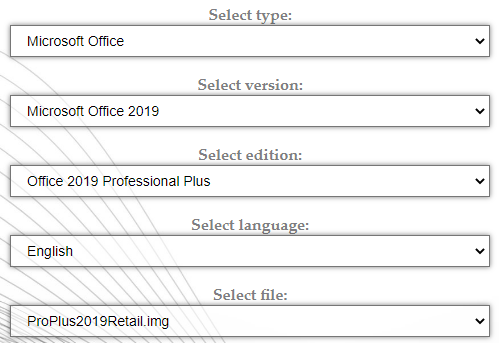 Select type:
Microsoft Office
Select version:
Microsoft Office 2019
Select edition:
Office 2019 Professional Plus
Select language:
English
Select file:
ProPlus2019Retail.img